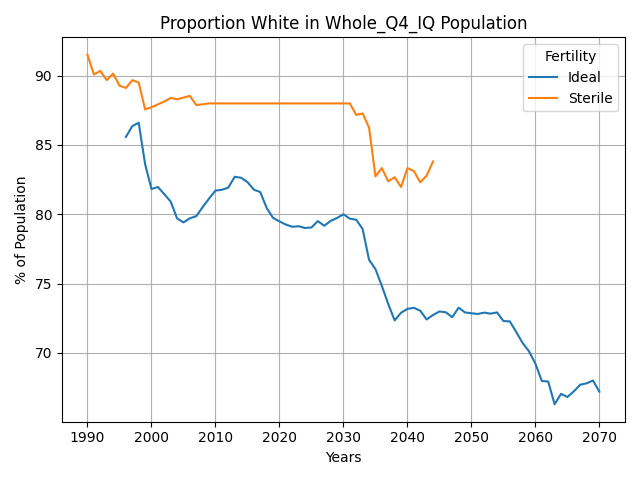 Proportion White in Whole_Q4_IQ Population
Fertility
Ideal
Sterile
% of Population
90
85
80
75
70
1990 2000 2010 2020 2030 2040 2050 2060 2070
Years